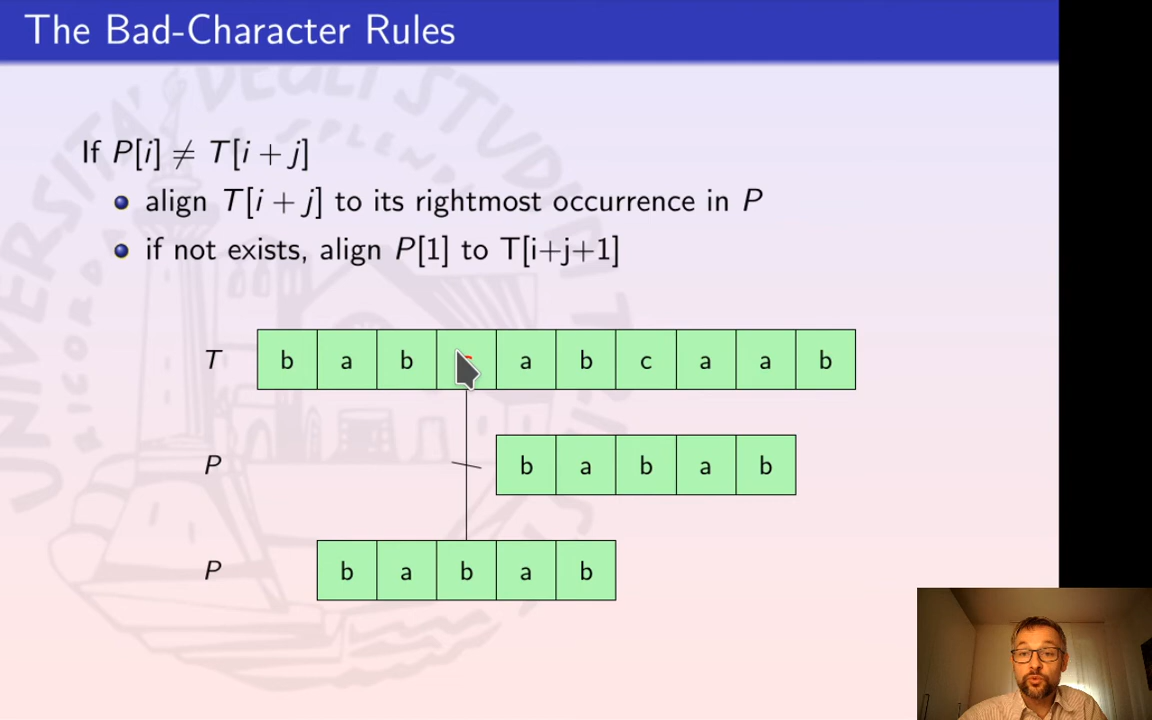 The Bad-Character Rules
If P[i] ≠ T[i + j]
align T[i + j] to its rightmost occurrence in P
if not exists, align P[1] to T[i+j+1]
T b a b a b c a a b
P b a b a b
P b a b a b